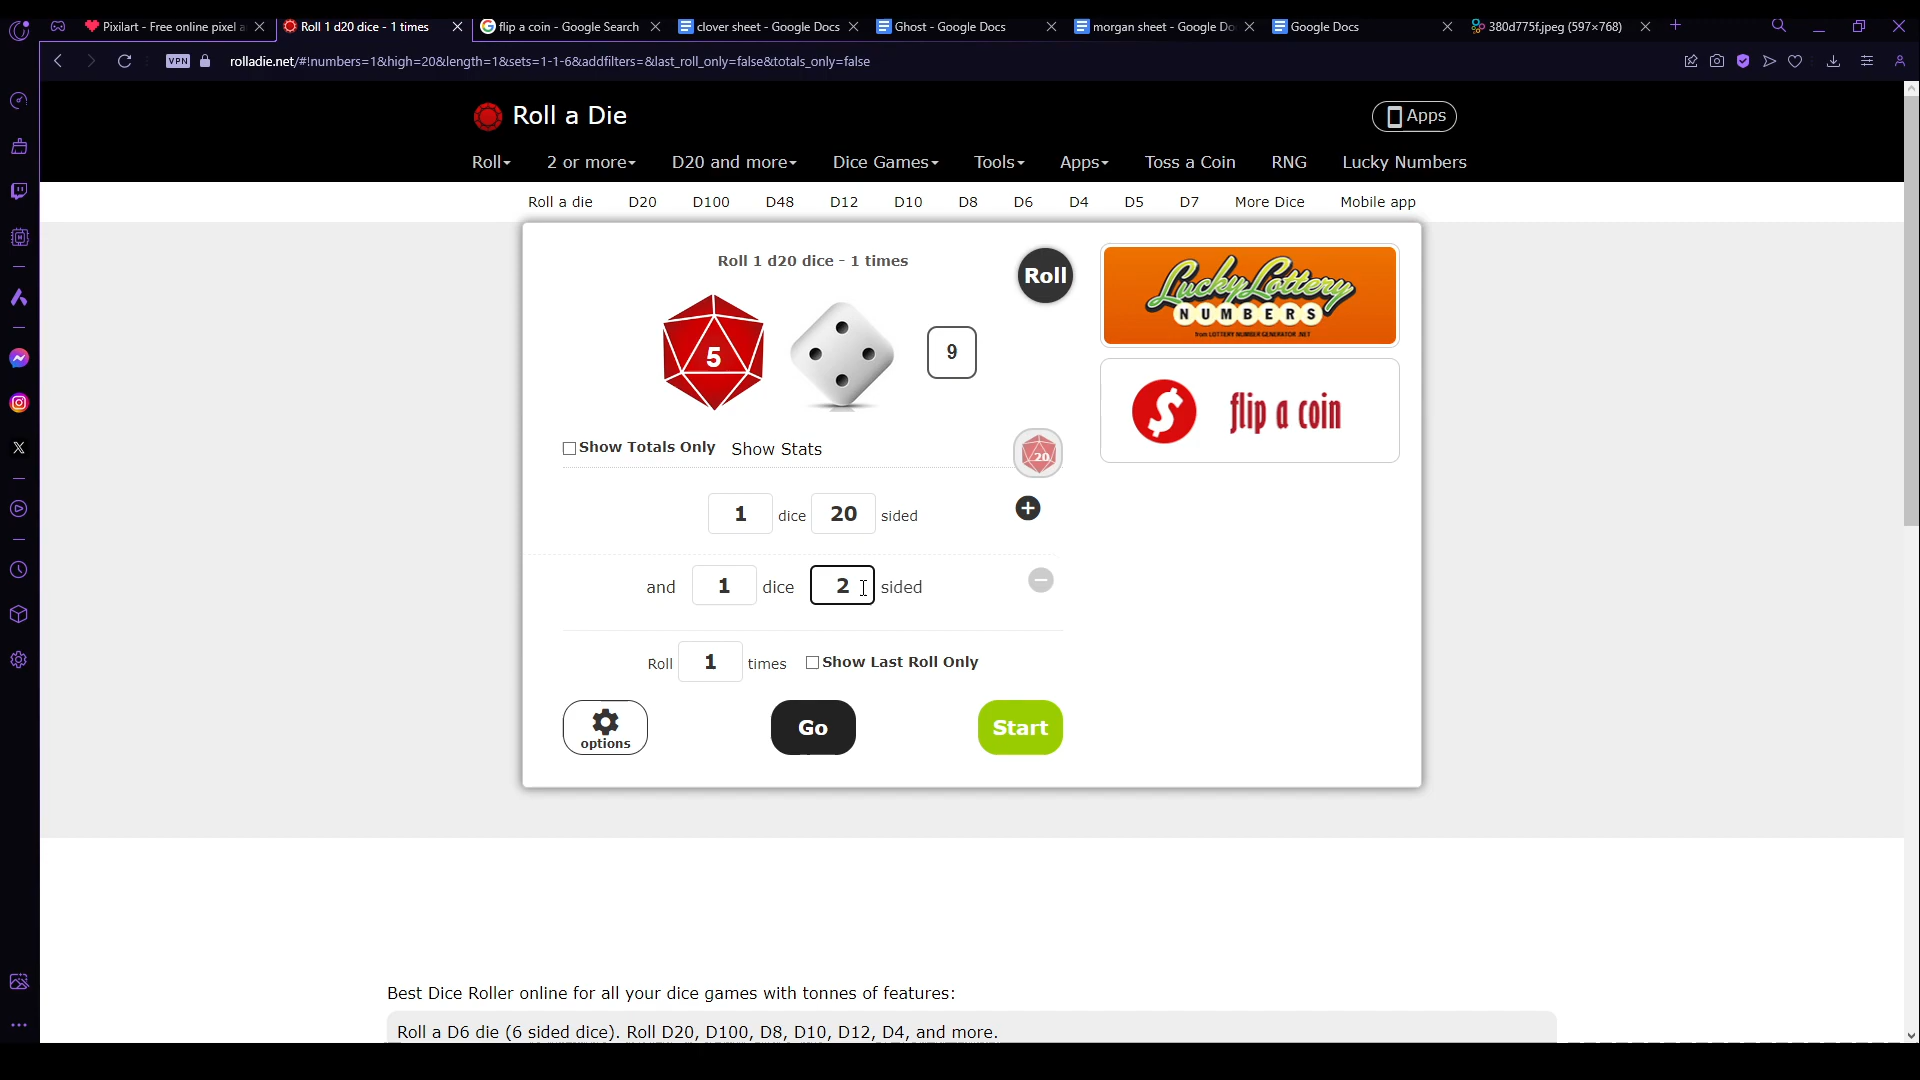 Pixilart - Free online pixel a
Roll 1 d20 dice - 1 times
flip a coin - Google Search
clover sheet - Google Docs
Ghost - Google Docs
morgan sheet - Google Do
Google Docs
380d775f.jpeg (597×768)
VPN
rolladie.net/#!numbers=1&high=20&length=1&sets=1-1-6&addfilters=&last_roll_only=false&totals_only=false
Roll a Die
Apps
Roll 2 or more D20 and more Dice Games Tools Apps Toss a Coin RNG Lucky Numbers
Roll a die D20 D100 D48 D12 D10 D8 D6 D4 D5 D7 More Dice Mobile app
Roll 1 d20 dice - 1 times
Roll
5
9
Lucky Lottery
NUMBERS
from LOTTERY NUMBER GENERATOR .NET
$ flip a coin
Show Totals Only Show Stats
20
1 dice 20 sided
and 1 dice 2 sided
Roll 1 times Show Last Roll Only
options
Go
Start
Best Dice Roller online for all your dice games with tonnes of features:
Roll a D6 die (6 sided dice). Roll D20, D100, D8, D10, D12, D4, and more.